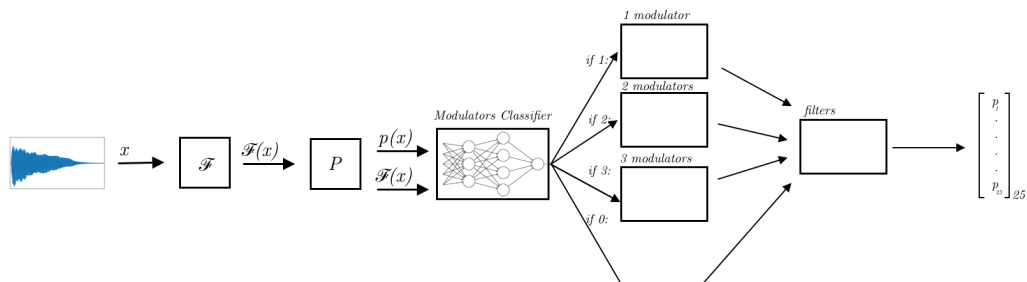 x
ℱ
ℱ(x)
P
p(x)
ℱ(x)
Modulators Classifier
if 1:
1 modulator
if 2:
2 modulators
if 3:
3 modulators
if 0:
filters
p₁
.
.
.
.
p₂₅
25